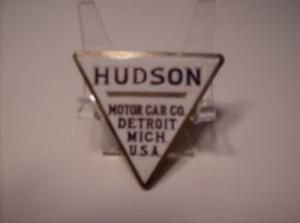 HUDSON
MOTOR CAR CO.
DETROIT
MICH.
U.S.A.